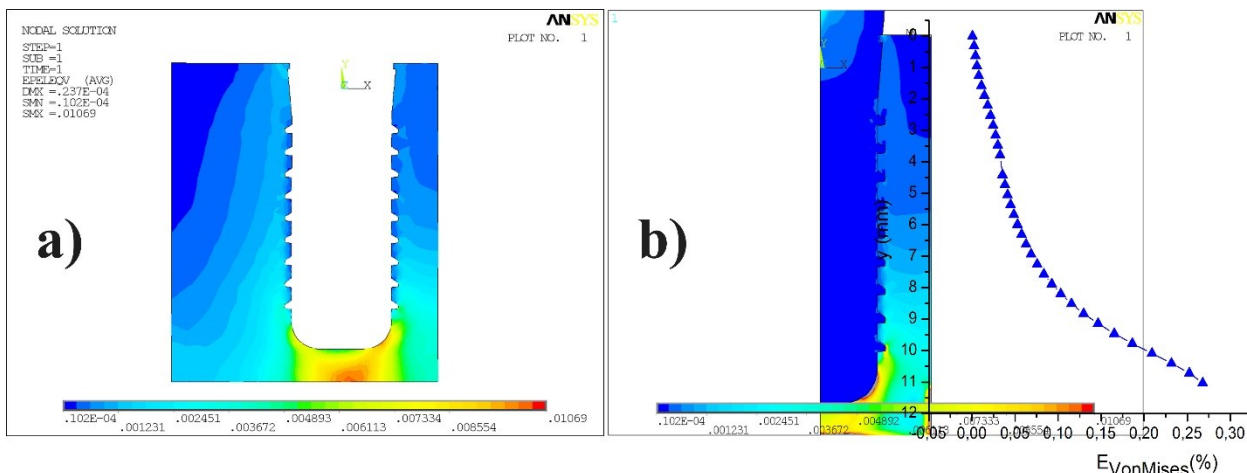 ANSYS
PLOT NO. 1
NODAL SOLUTION
STEP=1
SUB =1
TIME=1
EPELEQV (AVG)
DMX =.237E-04
SMN =.102E-04
SMX =.01069
Y
Z X
a)
.102E-04 .002451 .004893 .007334 .01069
.001231 .003672 .006113 .008554
1
ANSYS
PLOT NO. 1
Y
X
b)
y (mm)
0
1
2
3
4
5
6
7
8
9
10
11
12
.102E-04 .002451 .004892 .007333 .01069
.001231 .003672
-0,05 0,00 0,05 0,10 0,15 0,20 0,25 0,30
EVonMises(%)